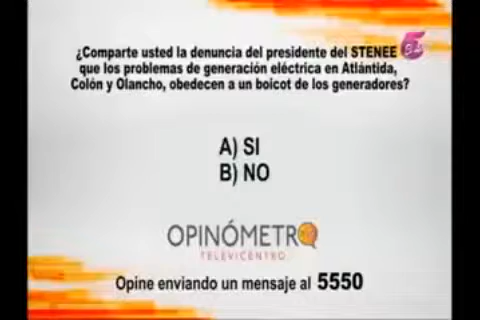 ¿Comparte usted la denuncia del presidente del STENEE
que los problemas de generación eléctrica en Atlántida,
Colón y Olancho, obedecen a un boicot de los generadores?
A) SI
B) NO
OPINÓMETRO
TELEVICENTRO
Opine enviando un mensaje al 5550